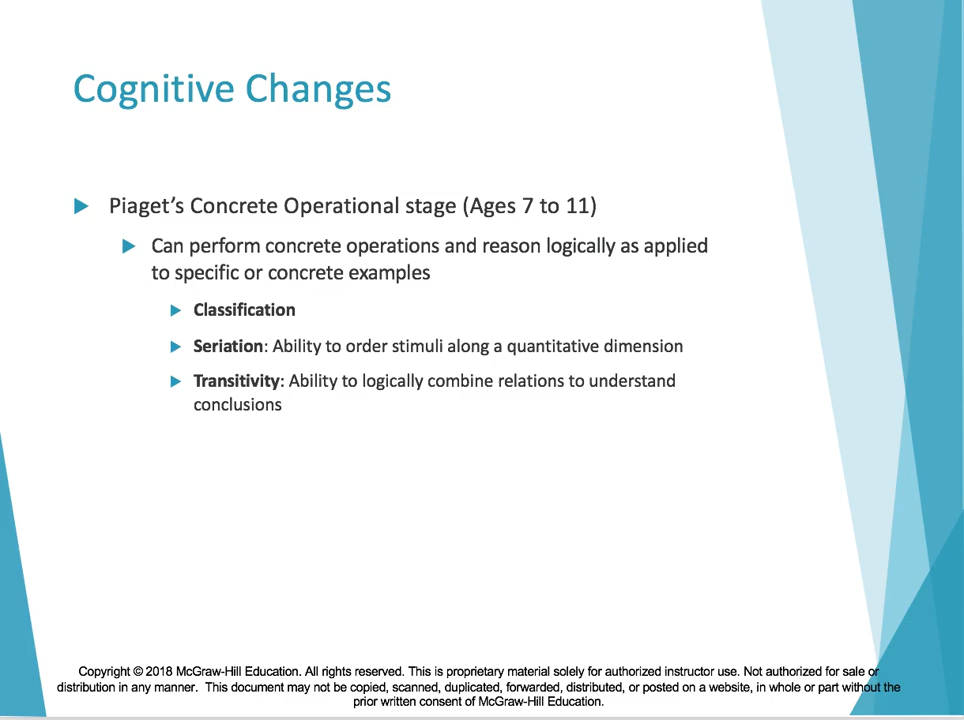 Cognitive Changes
Piaget’s Concrete Operational stage (Ages 7 to 11)
Can perform concrete operations and reason logically as applied
to specific or concrete examples
Classification
Seriation: Ability to order stimuli along a quantitative dimension
Transitivity: Ability to logically combine relations to understand
conclusions
Copyright © 2018 McGraw-Hill Education. All rights reserved. This is proprietary material solely for authorized instructor use. Not authorized for sale or
distribution in any manner.  This document may not be copied, scanned, duplicated, forwarded, distributed, or posted on a website, in whole or part without the
prior written consent of McGraw-Hill Education.